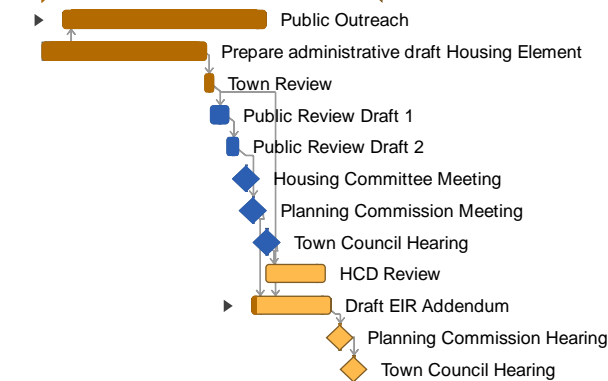 Public Outreach
Prepare administrative draft Housing Element
Town Review
Public Review Draft 1
Public Review Draft 2
Housing Committee Meeting
Planning Commission Meeting
Town Council Hearing
HCD Review
Draft EIR Addendum
Planning Commission Hearing
Town Council Hearing